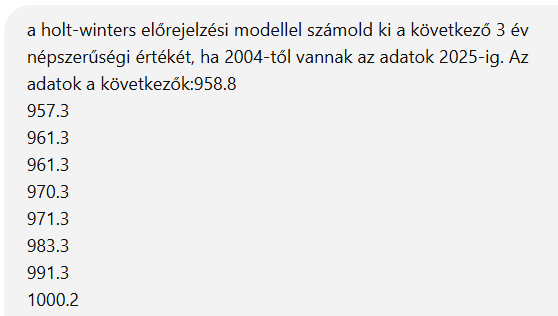 a holt-winters előrejelzési modellel számold ki a következő 3 év
népszerűségi értékét, ha 2004-től vannak az adatok 2025-ig. Az
adatok a következők:958.8
957.3
961.3
961.3
970.3
971.3
983.3
991.3
1000.2